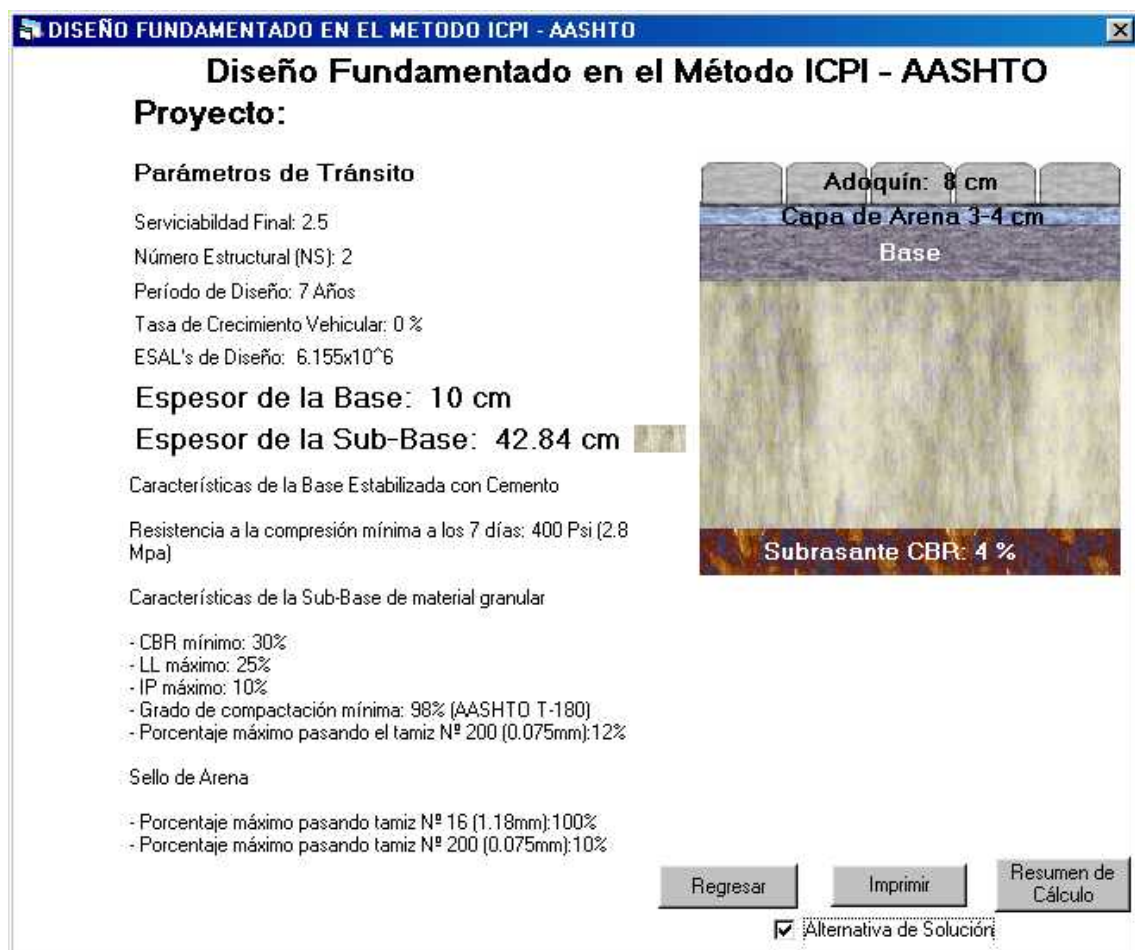 DISEÑO FUNDAMENTADO EN EL METODO ICPI - AASHTO
Diseño Fundamentado en el Método ICPI - AASHTO
Proyecto:
Parámetros de Tránsito
Serviciabildad Final: 2.5
Número Estructural (NS): 2
Período de Diseño: 7 Años
Tasa de Crecimiento Vehicular: 0 %
ESAL's de Diseño: 6.155x10^6
Espesor de la Base: 10 cm
Espesor de la Sub-Base: 42.84 cm
Características de la Base Estabilizada con Cemento
Resistencia a la compresión mínima a los 7 días: 400 Psi (2.8
Mpa)
Características de la Sub-Base de material granular
- CBR mínimo: 30%
- LL máximo: 25%
- IP máximo: 10%
- Grado de compactación mínima: 98% (AASHTO T-180)
- Porcentaje máximo pasando el tamiz Nº 200 (0.075mm):12%
Sello de Arena
- Porcentaje máximo pasando tamiz Nº 16 (1.18mm):100%
- Porcentaje máximo pasando tamiz Nº 200 (0.075mm):10%
Adoquín: 8 cm
Capa de Arena 3-4 cm
Base
Subrasante CBR: 4 %
Regresar
Imprimir
Resumen de
Cálculo
Alternativa de Solución